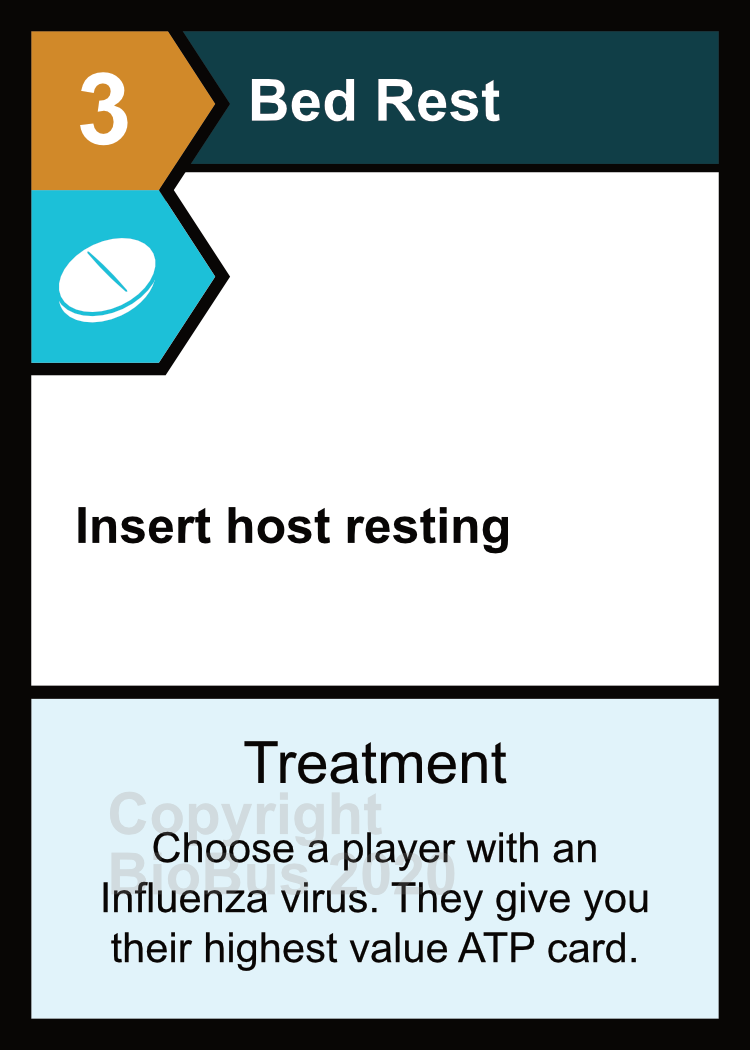 3
Bed Rest
Insert host resting
Treatment
Copyright
BioBus 2020
Choose a player with an
Influenza virus. They give you
their highest value ATP card.